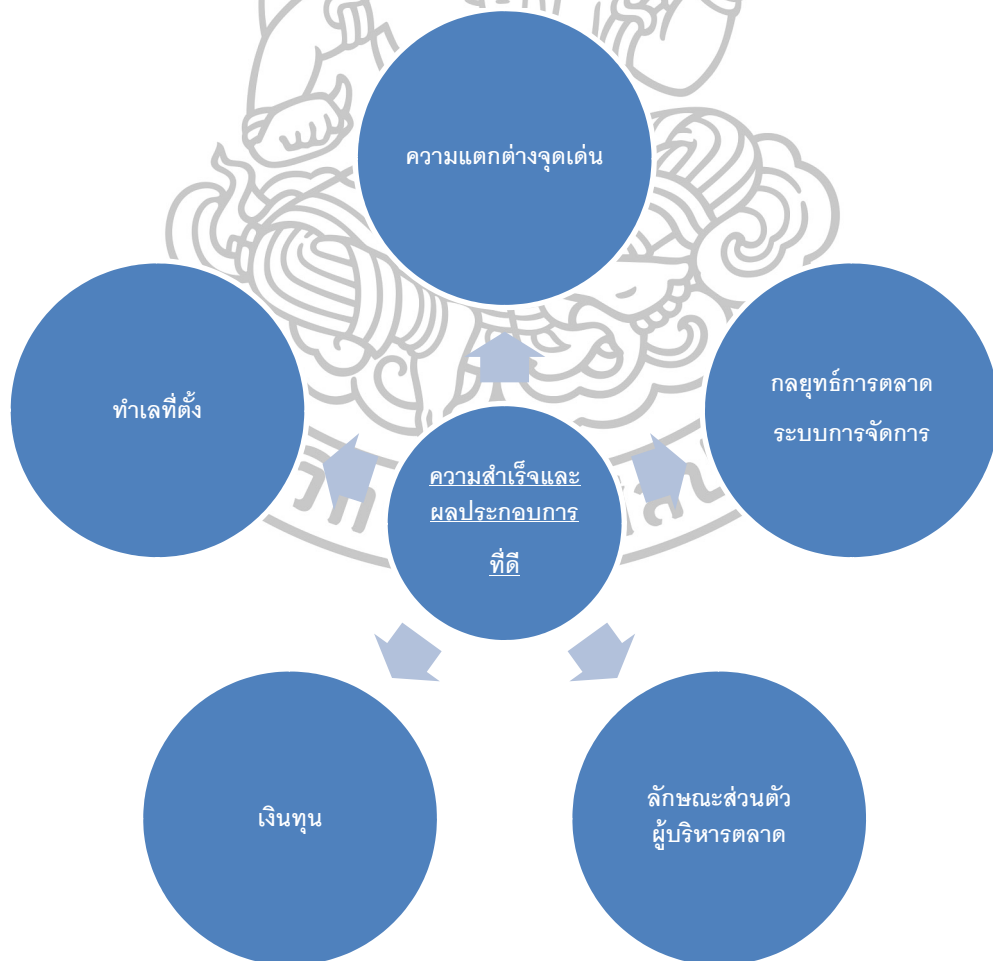 ความแตกต่างจุดเด่น
ทำเลที่ตั้ง
กลยุทธ์การตลาด
ระบบการจัดการ
ความสำเร็จและ
ผลประกอบการ
ที่ดี
เงินทุน
ลักษณะส่วนตัว
ผู้บริหารตลาด